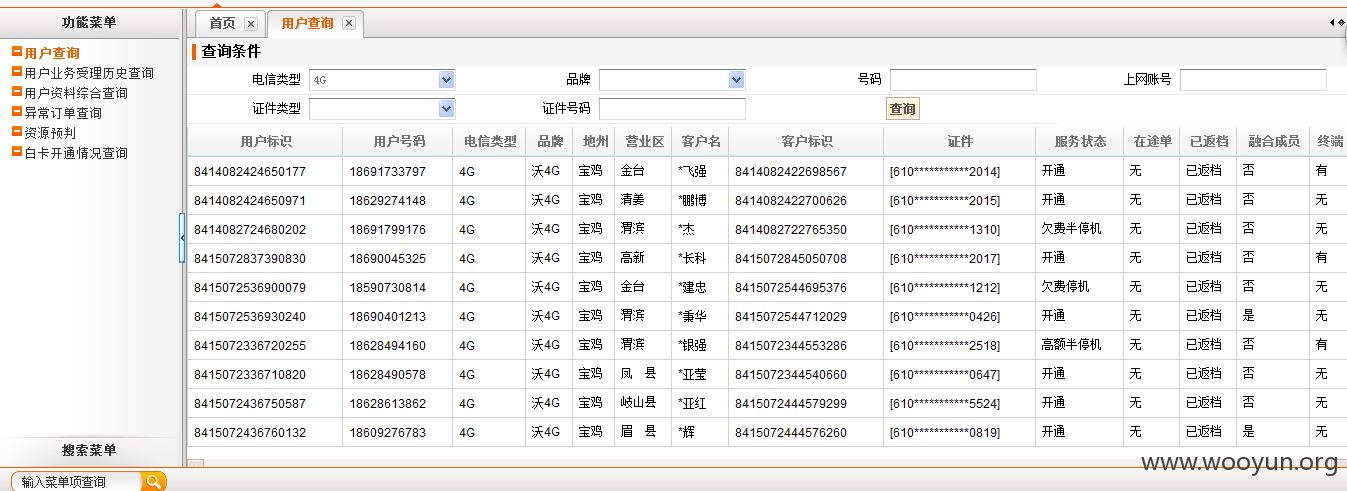 功能菜单
用户查询
用户业务受理历史查询
用户资料综合查询
异常订单查询
资源预判
白卡开通情况查询
搜索菜单
输入菜单项查询
首页 用户查询
查询条件
电信类型 4G 品牌 号码 上网账号
证件类型 证件号码 查询
用户标识 用户号码 电信类型 品牌 地州 营业区 客户名 客户标识 证件 服务状态 在途单 已返档 融合成员 终端
8414082424650177 18691733797 4G 沃4G 宝鸡 金台 *飞强 8414082422698567 [610***********2014] 开通 无 已返档 否 有
8414082424650971 18629274148 4G 沃4G 宝鸡 清姜 *鹏博 8414082422700626 [610***********2015] 开通 无 已返档 否 无
8414082724680202 18691799176 4G 沃4G 宝鸡 渭滨 *杰 8414082722765350 [610***********1310] 欠费半停机 无 已返档 否 无
8415072837390830 18690045325 4G 沃4G 宝鸡 高新 *长科 8415072845050708 [610***********2017] 开通 无 已返档 否 有
8415072536900079 18590730814 4G 沃4G 宝鸡 金台 *建忠 8415072544695376 [610***********1212] 欠费停机 无 已返档 否 无
8415072536930240 18690401213 4G 沃4G 宝鸡 渭滨 *秉华 8415072544712029 [610***********0426] 开通 无 已返档 是 无
8415072336720255 18628494160 4G 沃4G 宝鸡 渭滨 *银强 8415072344553286 [610***********2518] 高额半停机 无 已返档 否 有
8415072336710820 18628490578 4G 沃4G 宝鸡 凤 县 *亚莹 8415072344540660 [610***********0647] 开通 无 已返档 否 无
8415072436750587 18628613862 4G 沃4G 宝鸡 岐山县 *亚红 8415072444579299 [610***********5524] 开通 无 已返档 否 无
8415072436760132 18609276783 4G 沃4G 宝鸡 眉 县 *辉 8415072444576260 [610***********0819] 开通 无 已返档 是 无
www.wooyun.org